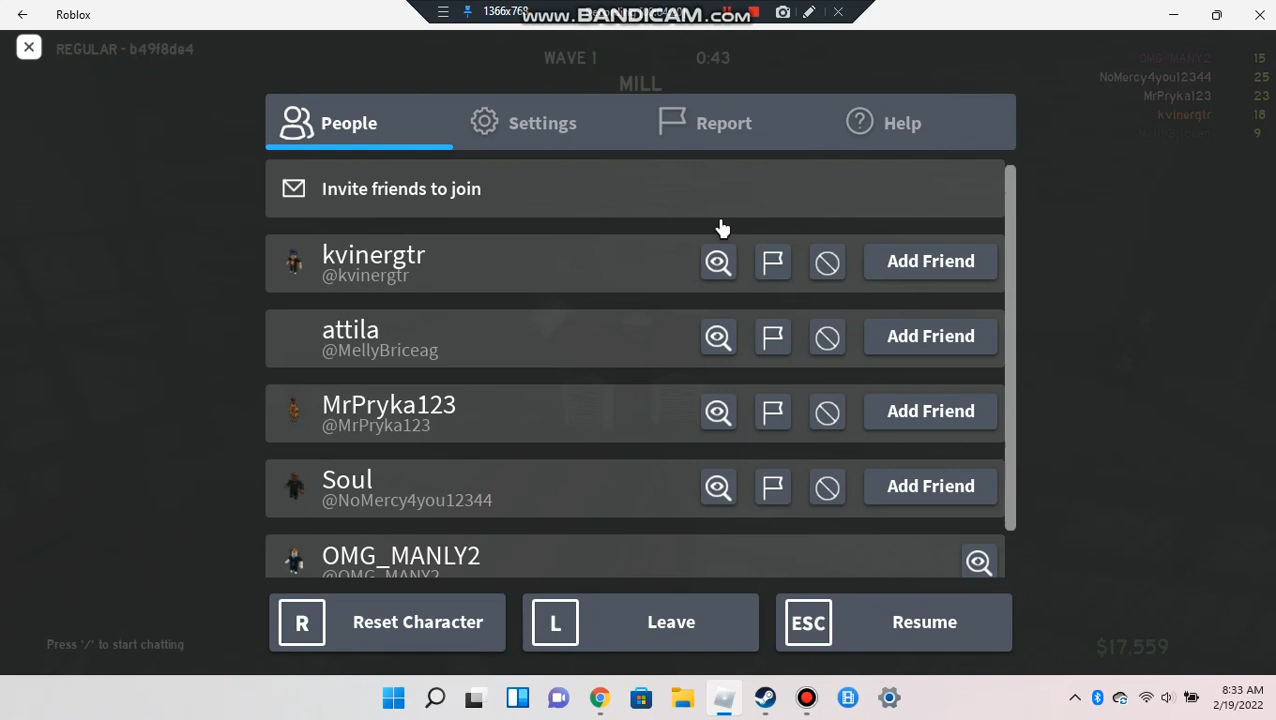 Roblox
1366x768
www.BANDICAM.com
REGULAR - b49f8de4
WAVE 1 0:43
MILL
OMG_MANY2 15
NoMercy4you12344 25
MrPryka123 23
kvinergtr 18
MellyBriceag 9
People Settings Report Help
Invite friends to join
kvinergtr
@kvinergtr
Add Friend
attila
@MellyBriceag
Add Friend
MrPryka123
@MrPryka123
Add Friend
Soul
@NoMercy4you12344
Add Friend
OMG_MANLY2
@OMG_MANY2
R Reset Character L Leave ESC Resume
Press '/' to start chatting
$17,559
8:33 AM
2/19/2022